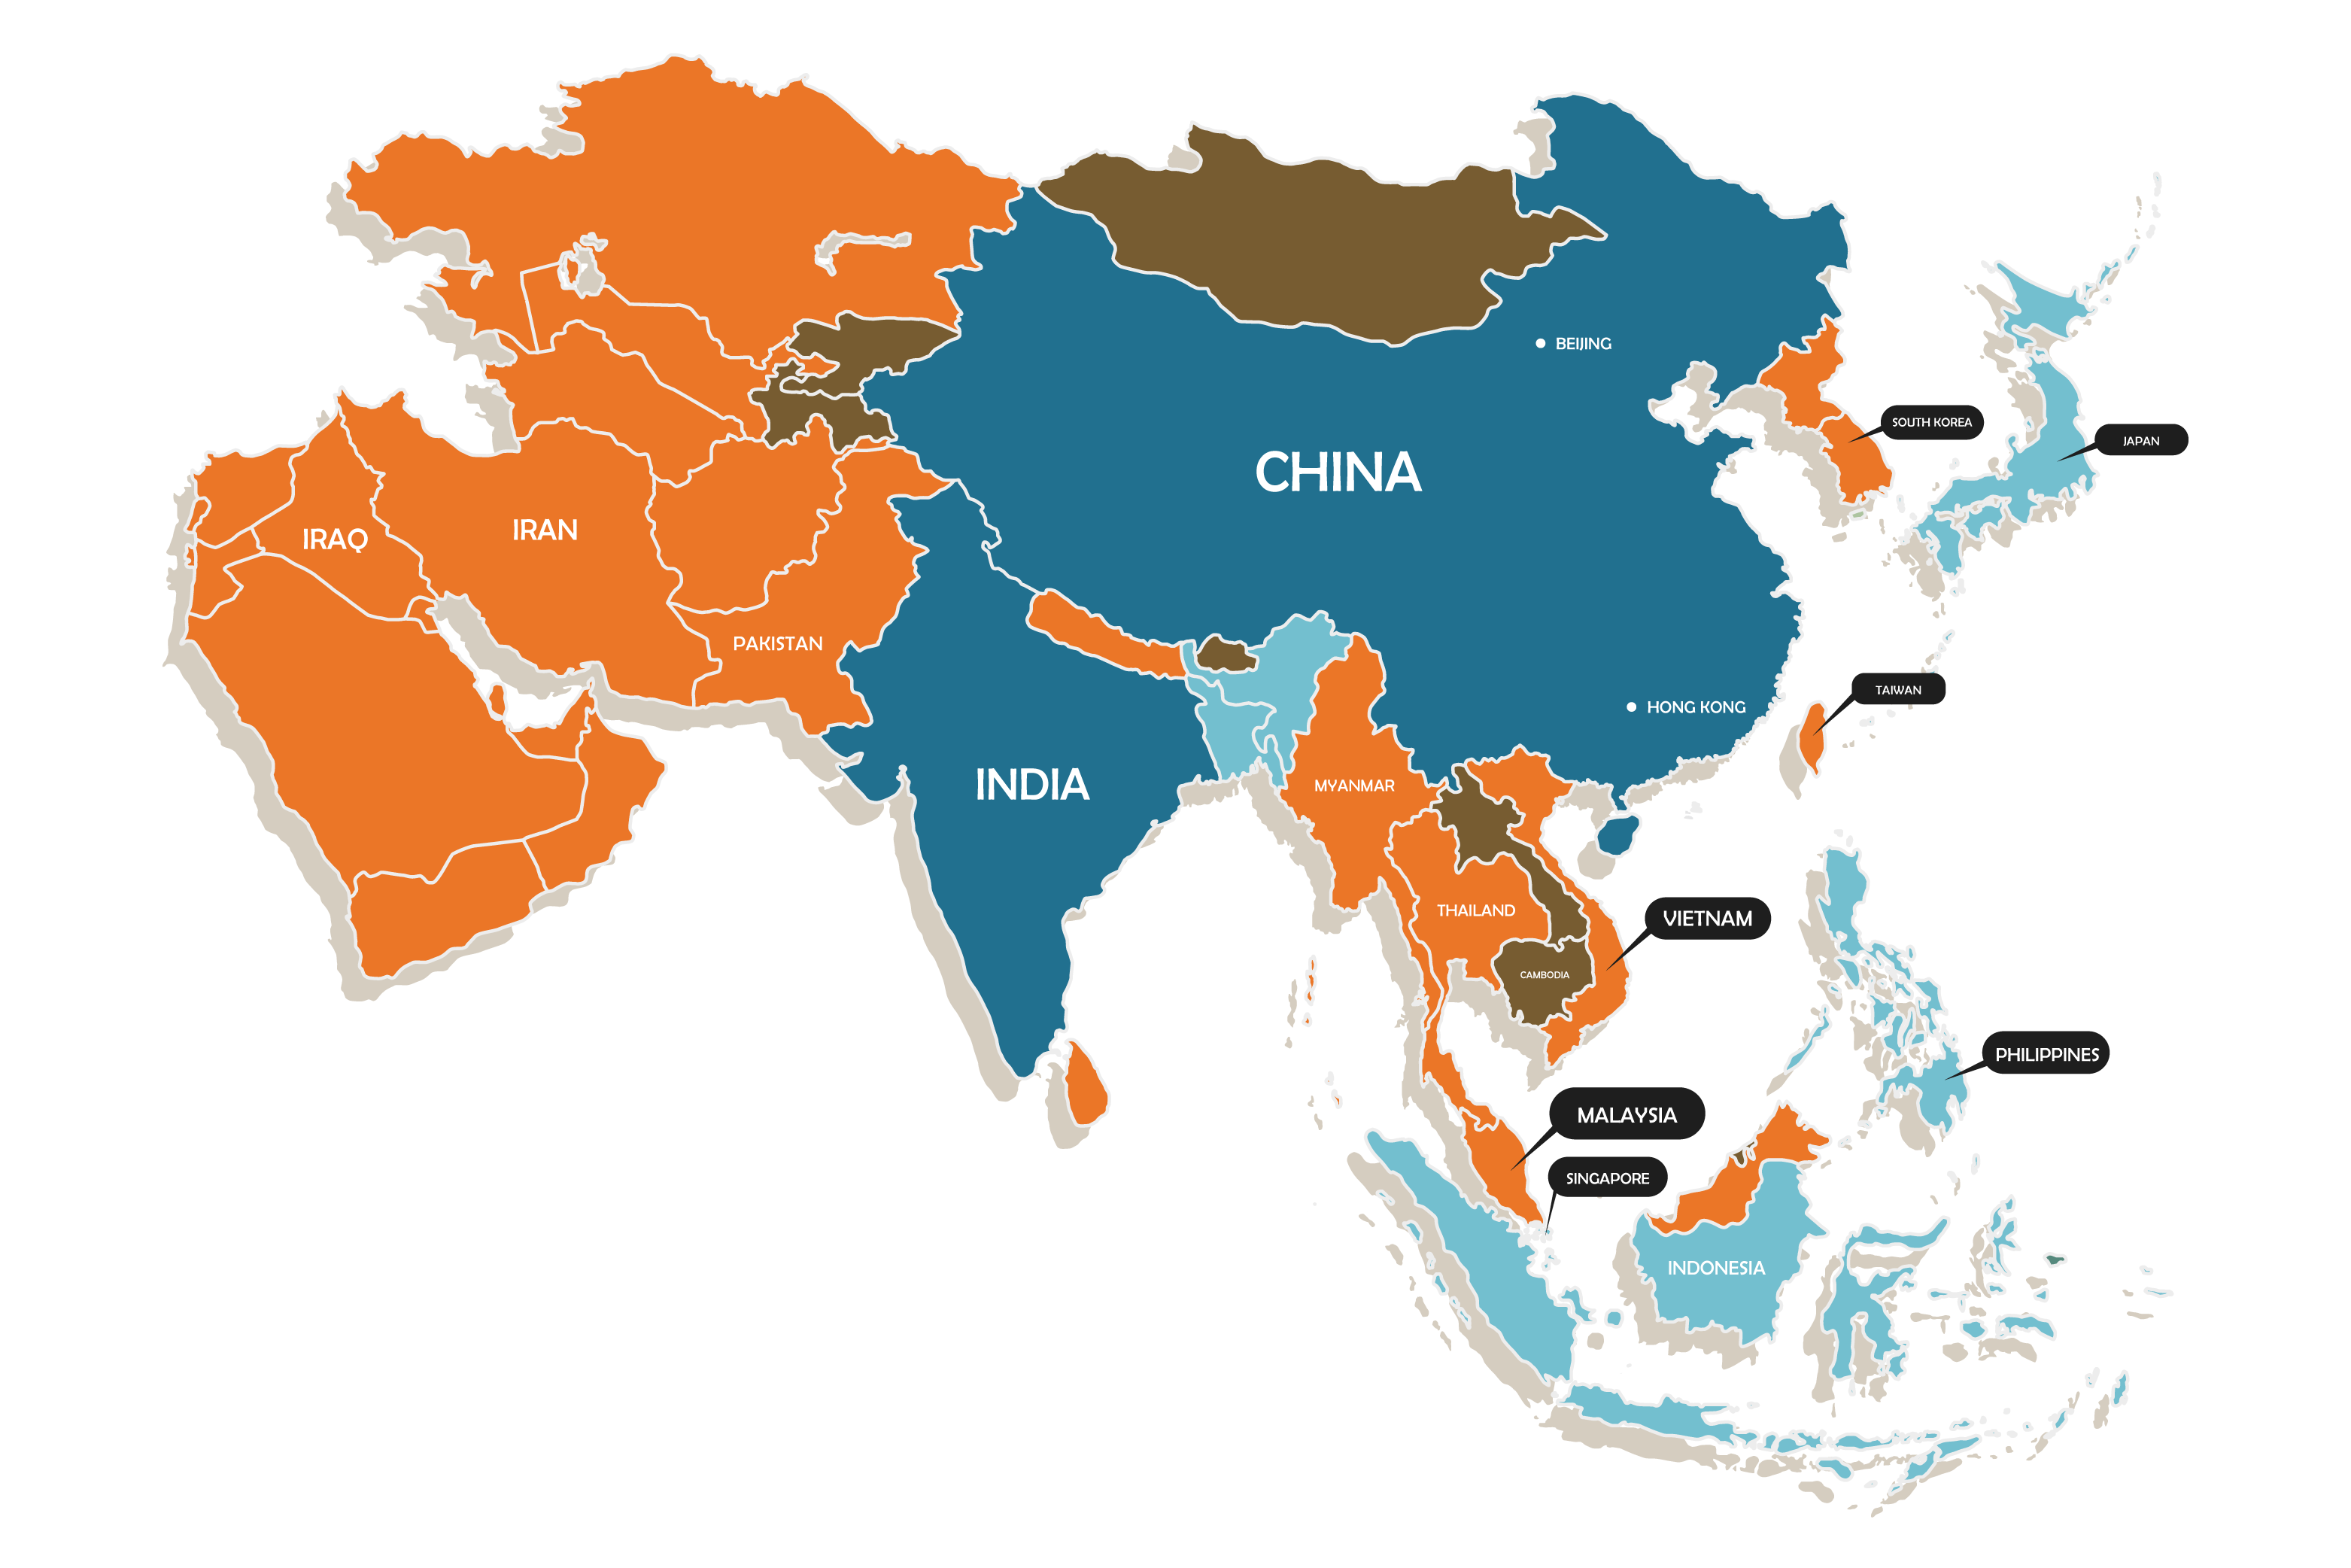 BEIJING
SOUTH KOREA
JAPAN
CHINA
IRAQ
IRAN
PAKISTAN
TAIWAN
HONG KONG
INDIA
MYANMAR
THAILAND
VIETNAM
CAMBODIA
PHILIPPINES
MALAYSIA
SINGAPORE
INDONESIA